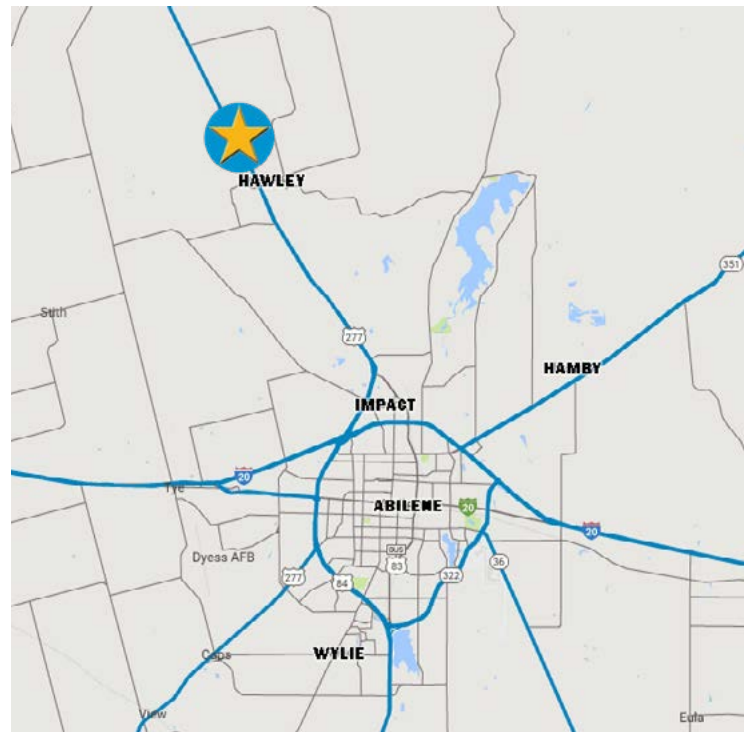 HAWLEY
351
Stith
277
HAMBY
IMPACT
20
Tye
ABILENE
20
20
Dyess AFB
BUS
83
36
277
84
322
WYLIE
Caps
View
Eula